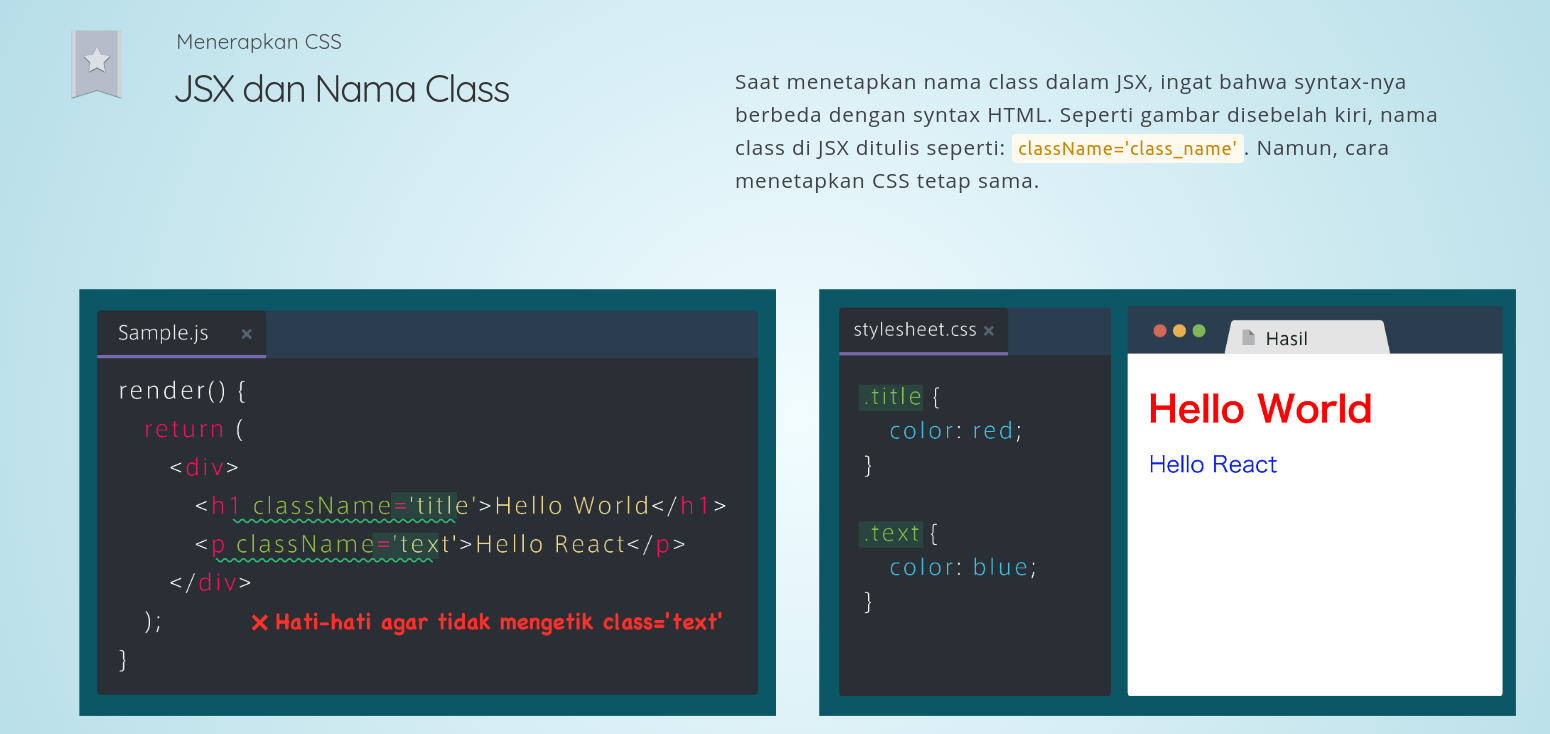 Menerapkan CSS
JSX dan Nama Class
Saat menetapkan nama class dalam JSX, ingat bahwa syntax-nya
berbeda dengan syntax HTML. Seperti gambar disebelah kiri, nama
class di JSX ditulis seperti: className='class_name'. Namun, cara
menetapkan CSS tetap sama.
Sample.js ×
render() {
return (
<div>
<h1 className='title'>Hello World</h1>
<p className='text'>Hello React</p>
</div>
);
× Hati-hati agar tidak mengetik class='text'
}
stylesheet.css ×
.title {
color: red;
}
.text {
color: blue;
}
Hasil
Hello World
Hello React